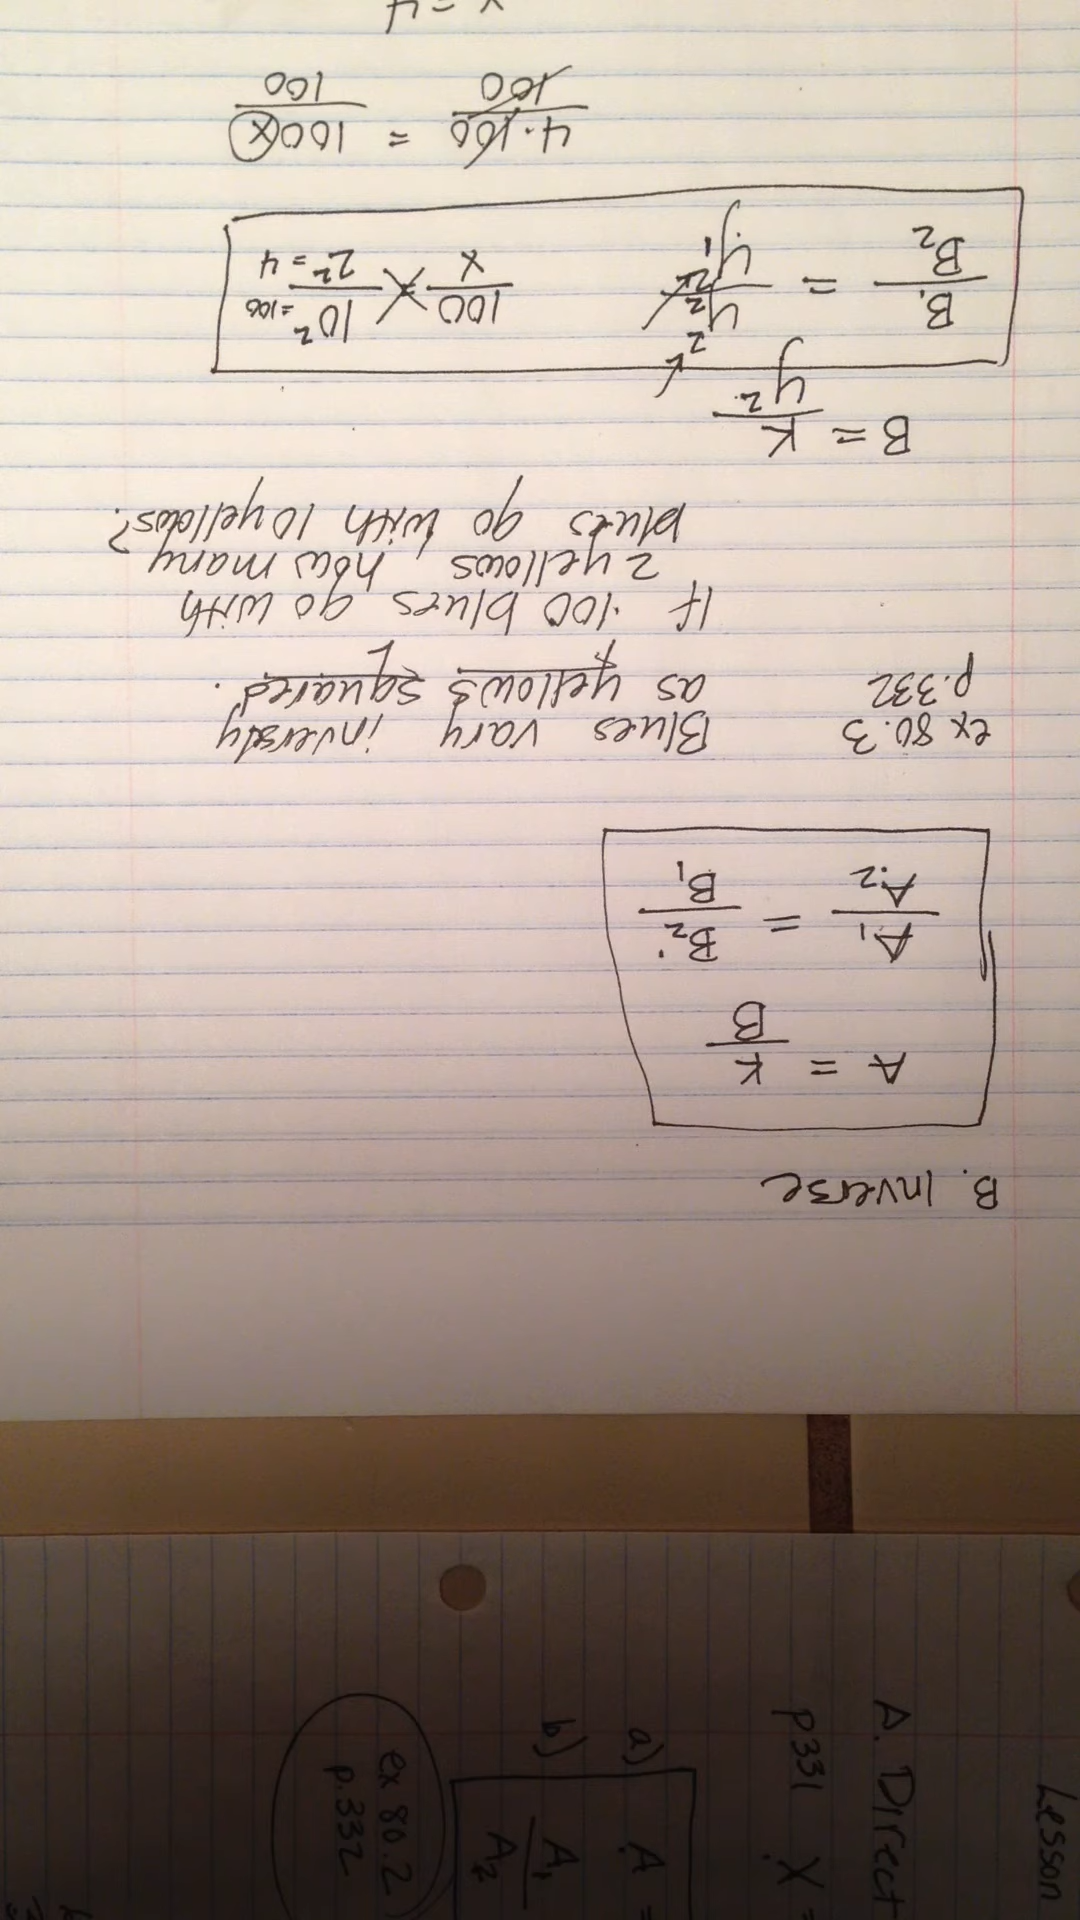 B. Inverse
A = K/B
A₁/A₂ = B₂/B₁
ex 80.3 Blues vary inversly
p.332 as yellows squared.
If 100 blues go with
2 yellows, how many
blues go with 10 yellows?
B = K/y²
B₁/B₂ = y₂²/y₁² 100/x = 10²/2² =100 =4
4·100/100 = 100x/100
x = 4
Lesson
A. Direct
p331 X =
a) A =
b) A₁/A₂
ex 80.2
p.332